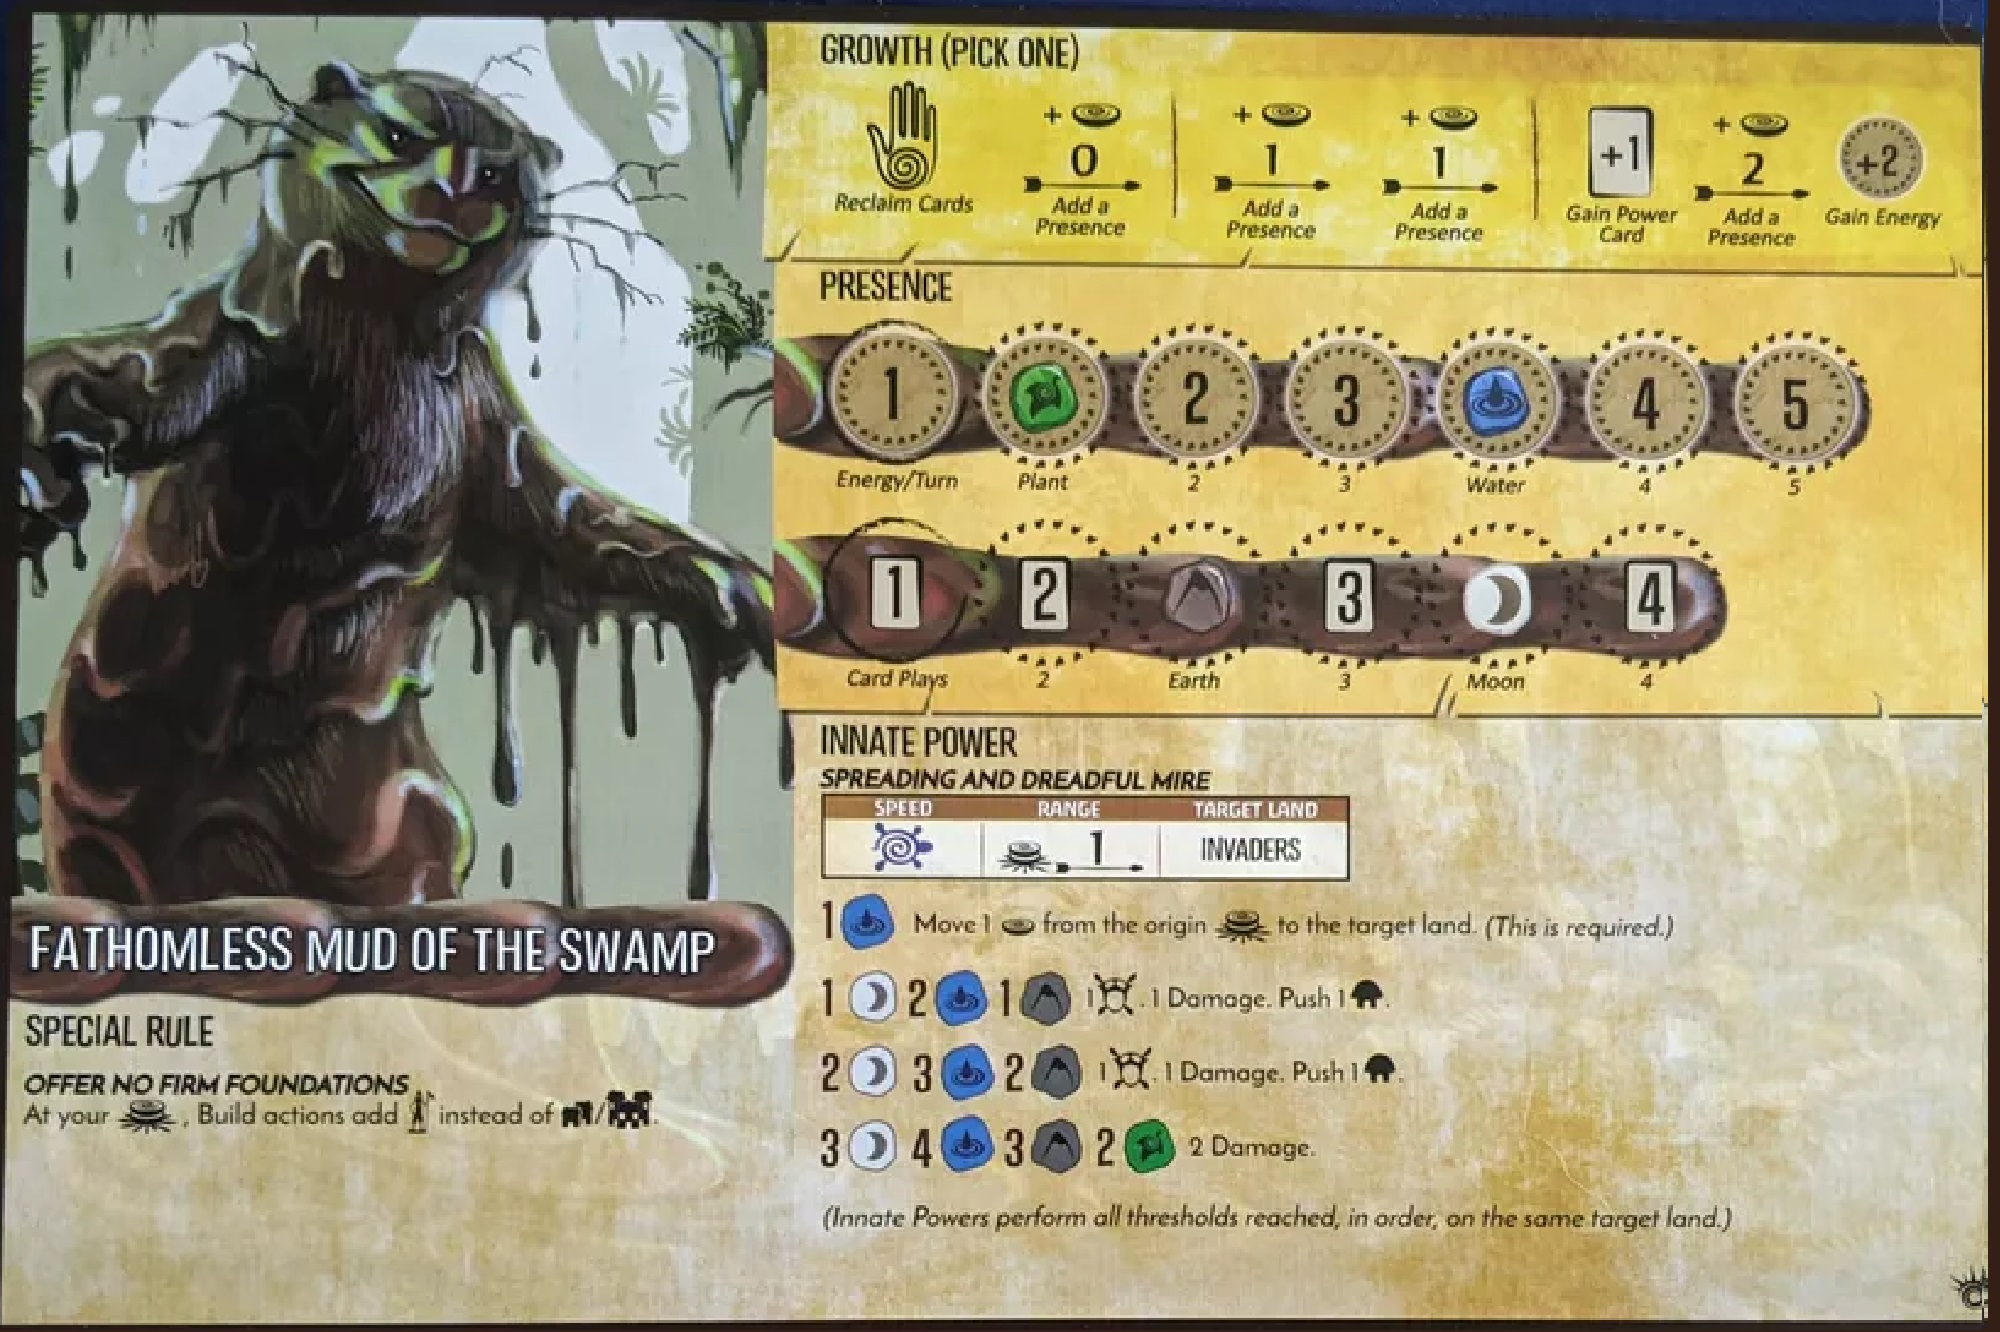 GROWTH (PICK ONE)
+ + + + +1 + +2
0 1 1 2
Reclaim Cards Add a Presence Add a Presence Add a Presence Gain Power Card Add a Presence Gain Energy
PRESENCE
1 2 3 4 5
Energy/Turn Plant 2 3 Water 4 5
1 2 3 4
Card Plays 2 Earth 3 Moon 4
INNATE POWER
SPREADING AND DREADFUL MIRE
SPEED RANGE TARGET LAND
1 INVADERS
1 Move 1 from the origin to the target land. (This is required.)
1 2 1 1 . 1 Damage. Push 1 .
2 3 2 1 . 1 Damage. Push 1 .
3 4 3 2 2 Damage.
(Innate Powers perform all thresholds reached, in order, on the same target land.)
FATHOMLESS MUD OF THE SWAMP
SPECIAL RULE
OFFER NO FIRM FOUNDATIONS
At your , Build actions add instead of / .